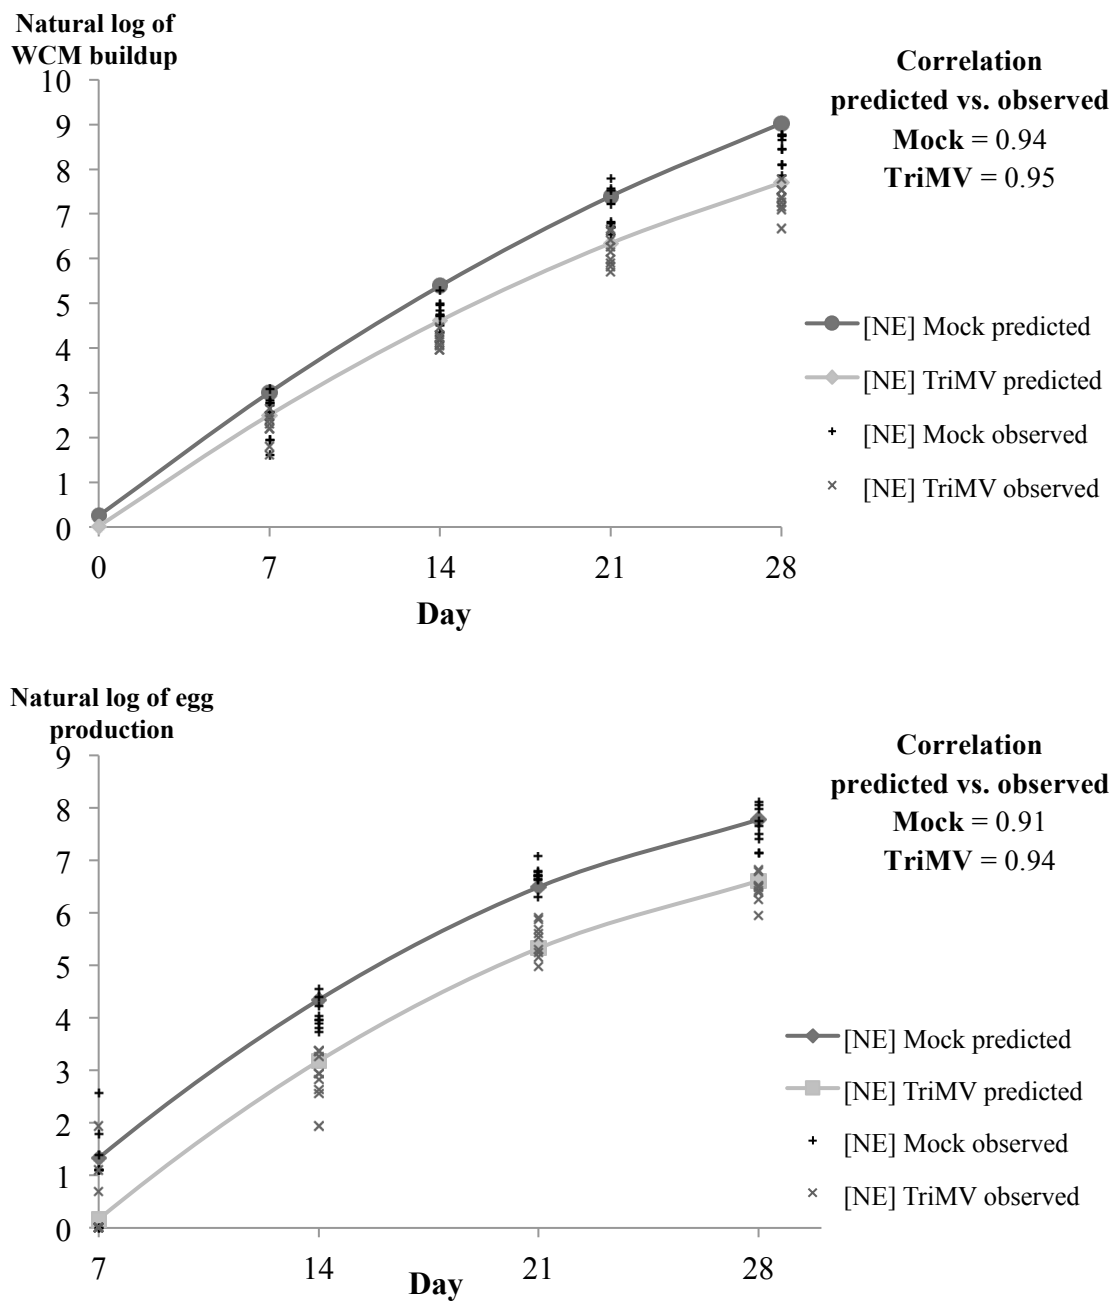 Natural log of
WCM buildup
10
9
8
7
6
5
4
3
2
1
0
0 7 14 21 28
Day
Correlation
predicted vs. observed
Mock = 0.94
TriMV = 0.95
[NE] Mock predicted
[NE] TriMV predicted
[NE] Mock observed
[NE] TriMV observed
Natural log of egg
production
9
8
7
6
5
4
3
2
1
0
7 14 21 28
Day
Correlation
predicted vs. observed
Mock = 0.91
TriMV = 0.94
[NE] Mock predicted
[NE] TriMV predicted
[NE] Mock observed
[NE] TriMV observed